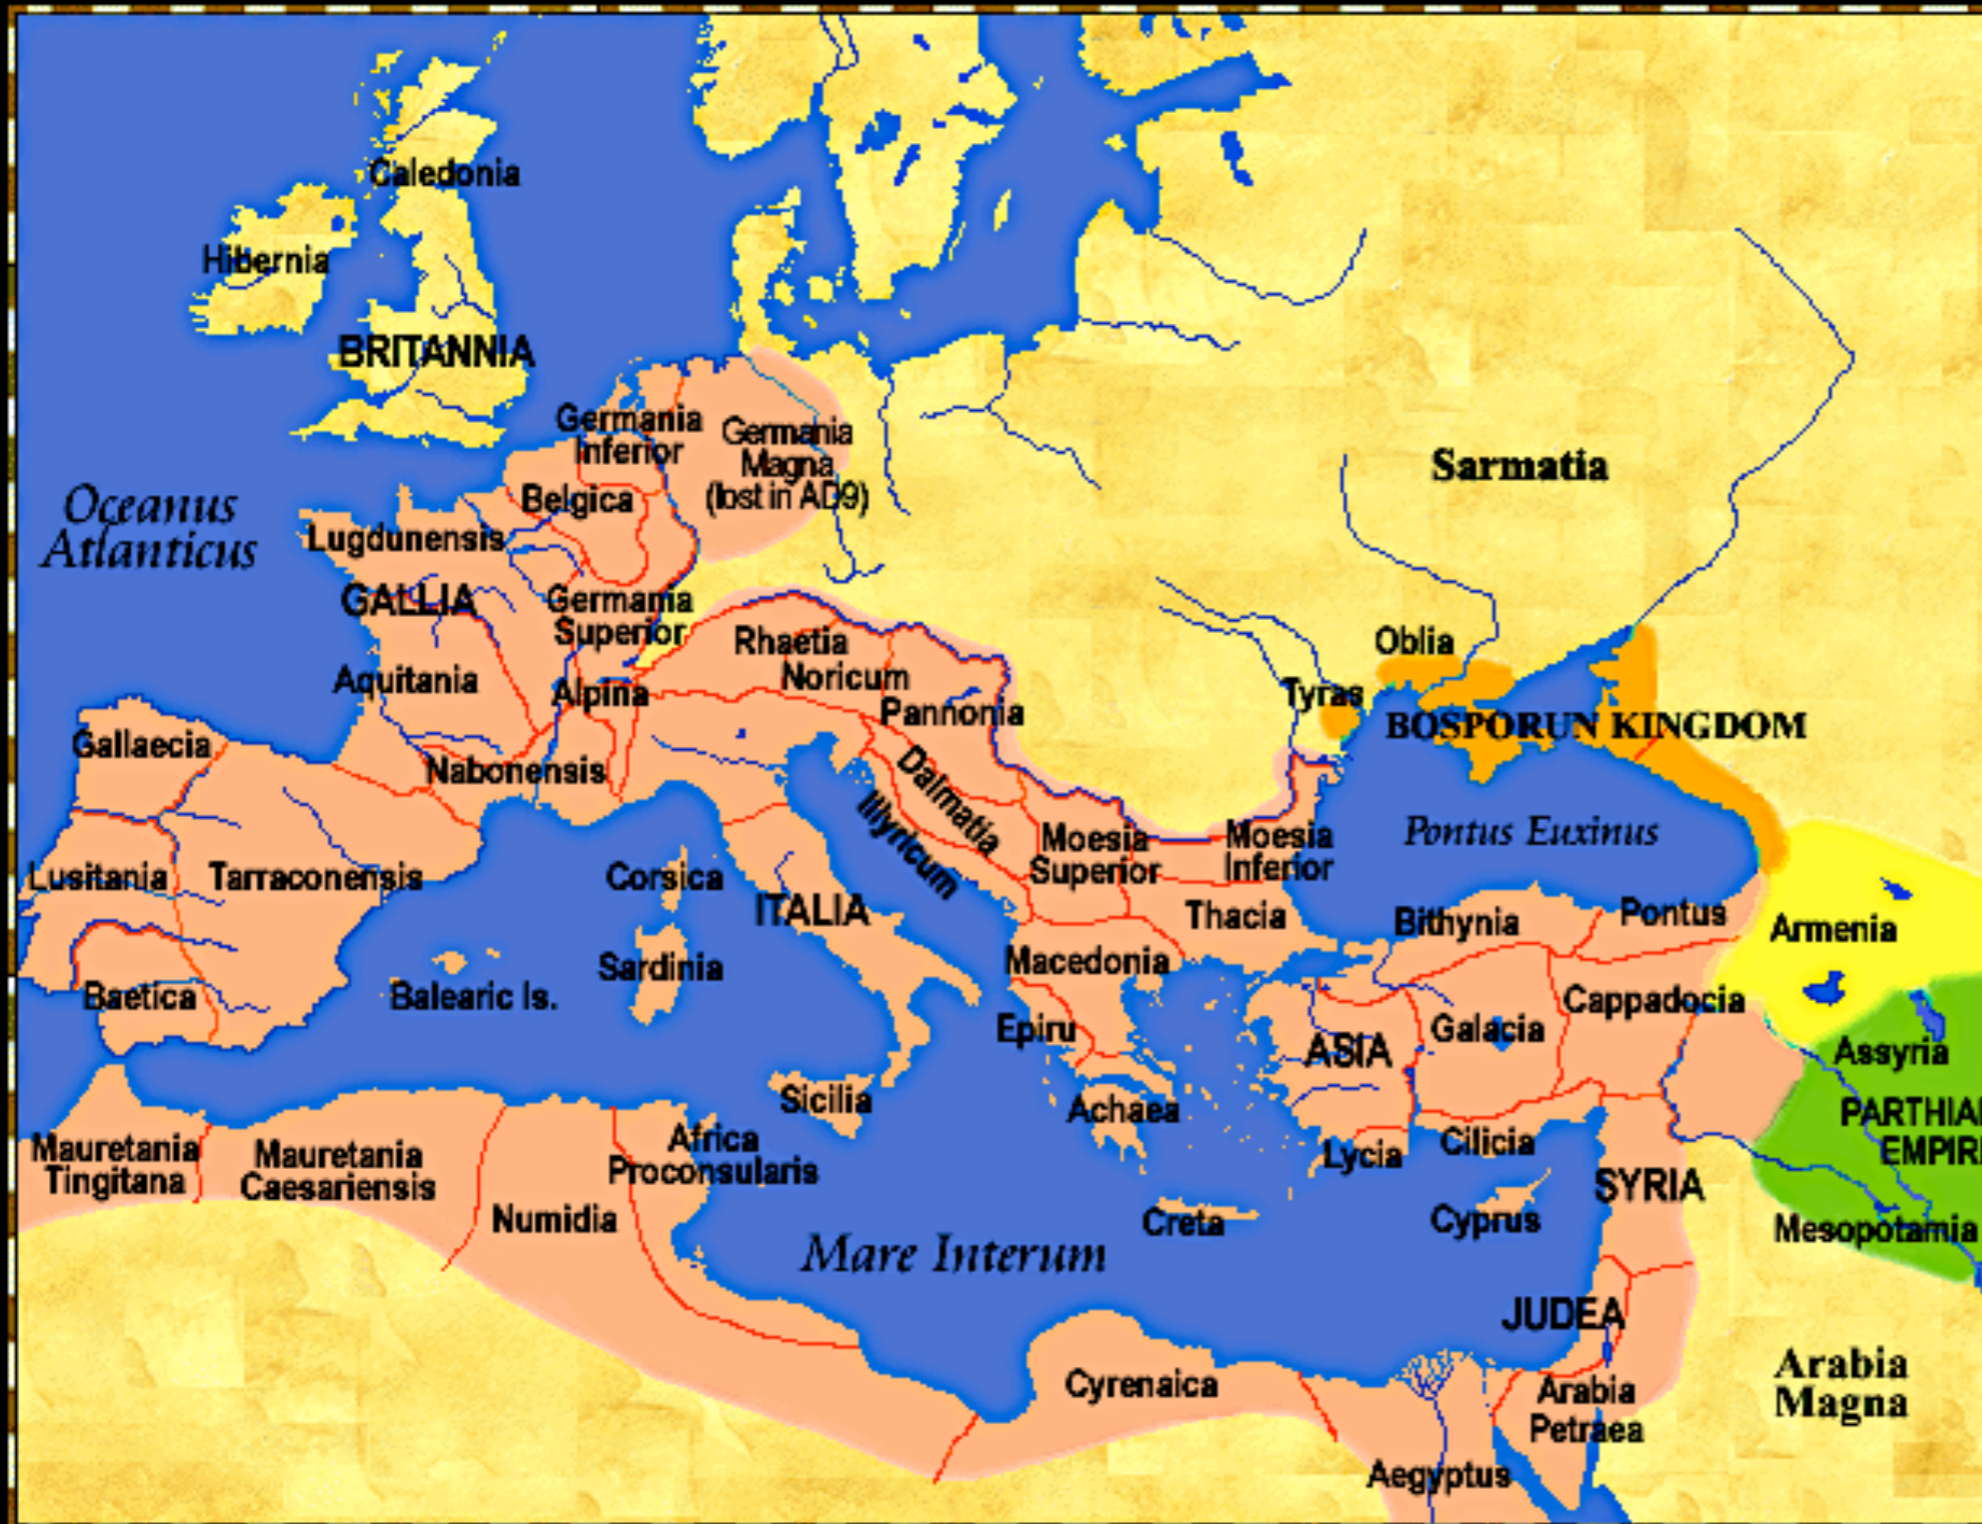 Caledonia
Hibernia
BRITANNIA
Germania
Inferior
Germania
Magna
(lost in AD9)
Belgica
Sarmatia
Oceanus
Atlanticus
Lugdunensis
GALLIA
Germania
Superior
Rhaetia
Noricum
Oblia
Aquitania
Alpina
Pannonia
Tyras
BOSPORUN KINGDOM
Gallaecia
Nabonensis
Dalmatia
Illyricum
Moesia
Superior
Moesia
Inferior
Pontus Euxinus
Lusitania
Tarraconensis
Corsica
ITALIA
Thacia
Bithynia
Pontus
Armenia
Macedonia
Sardinia
Baetica
Balearic Is.
Epiru
ASIA
Galacia
Cappadocia
Assyria
Sicilia
Achaea
PARTHIAN
EMPIR
Mauretania
Tingitana
Mauretania
Caesariensis
Africa
Proconsularis
Lycia
Cilicia
SYRIA
Numidia
Creta
Cyprus
Mesopotamia
Mare Interum
JUDEA
Cyrenaica
Arabia
Petraea
Arabia
Magna
Aegyptus